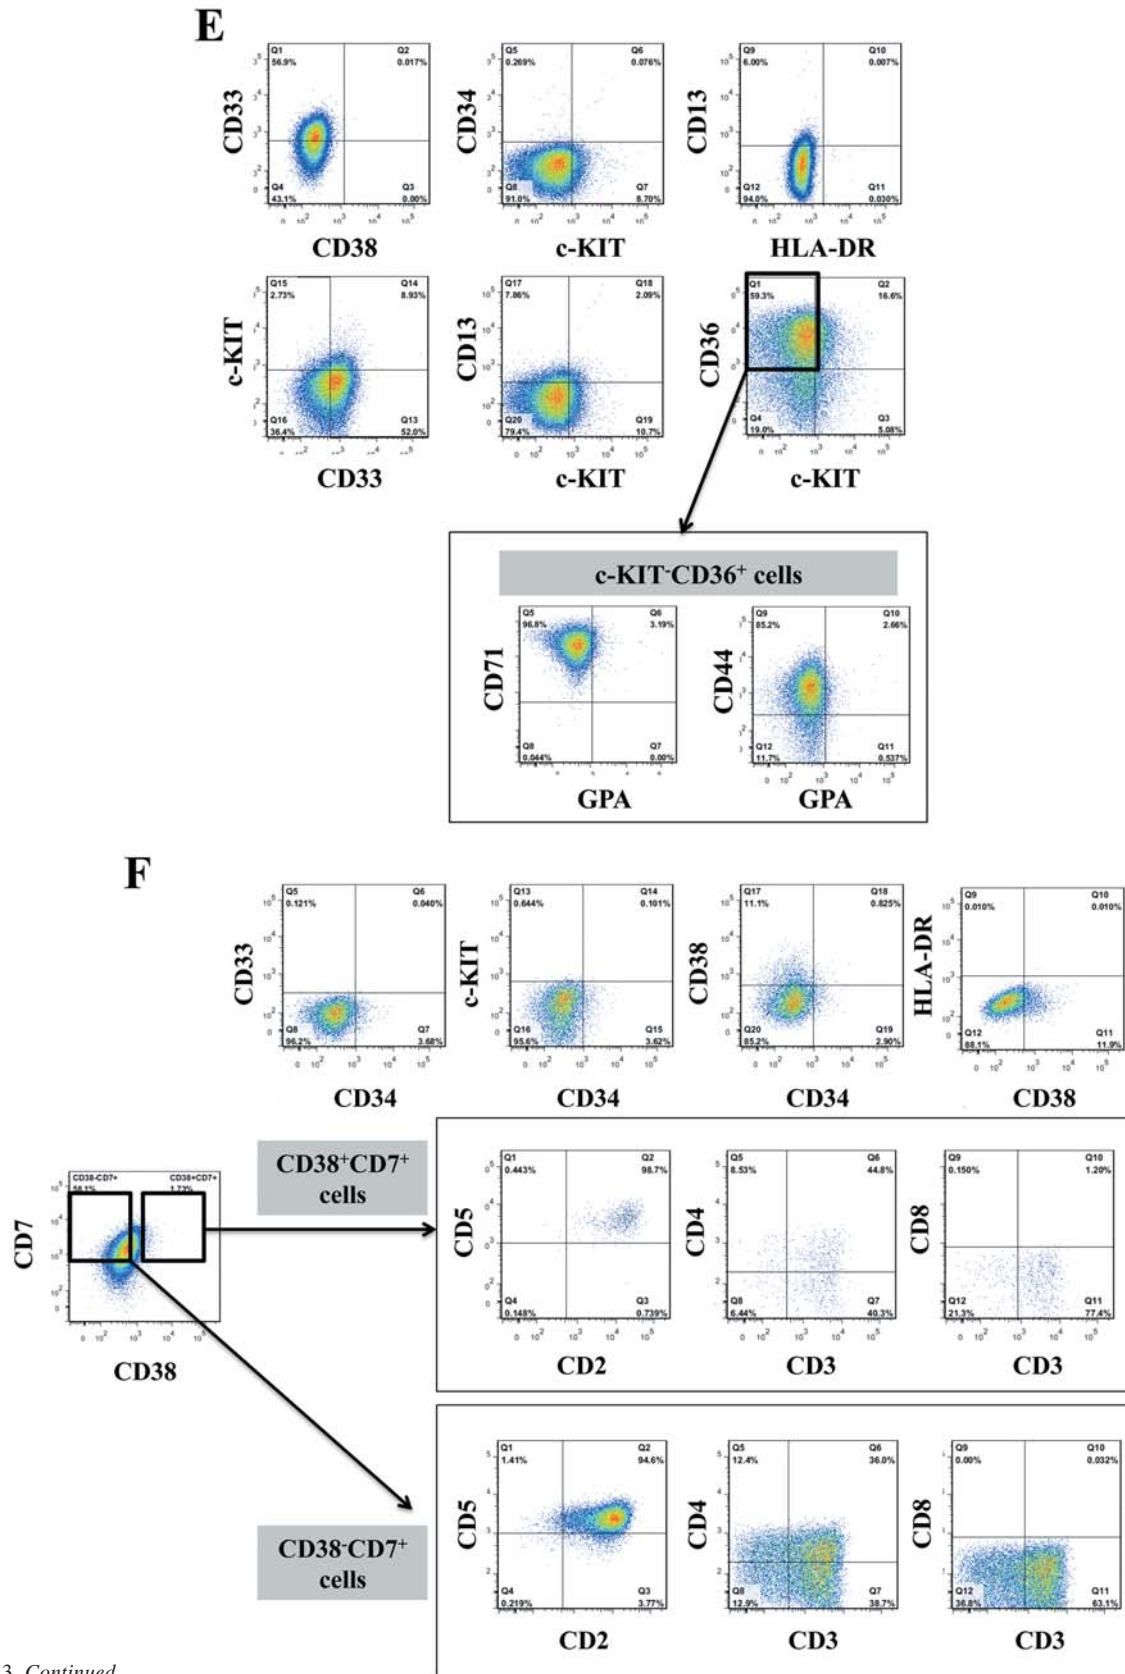 E
CD33
Q1
56.9%
Q2
0.017%
Q4
43.1%
Q3
0.00%
CD38
CD34
Q5
0.269%
Q6
0.076%
Q8
91.0%
Q7
8.70%
c-KIT
CD13
Q9
6.00%
Q10
0.007%
Q12
94.0%
Q11
0.030%
HLA-DR
c-KIT
Q15
2.73%
Q14
8.93%
Q16
36.4%
Q13
52.0%
CD33
CD13
Q17
7.86%
Q18
2.09%
Q20
79.4%
Q19
10.7%
c-KIT
CD36
Q1
59.3%
Q2
16.6%
Q4
19.0%
Q3
5.08%
c-KIT
c-KIT-CD36+ cells
CD71
Q5
96.8%
Q6
3.19%
Q8
0.044%
Q7
0.00%
GPA
CD44
Q9
85.2%
Q10
2.66%
Q12
11.7%
Q11
0.537%
GPA
F
CD33
Q5
0.121%
Q6
0.040%
Q8
96.2%
Q7
3.68%
CD34
c-KIT
Q13
0.644%
Q14
0.101%
Q16
95.6%
Q15
3.62%
CD34
CD38
Q17
11.1%
Q18
0.825%
Q20
85.2%
Q19
2.90%
CD34
HLA-DR
Q9
0.010%
Q10
0.010%
Q12
88.1%
Q11
11.9%
CD38
CD7
CD38-CD7+
58.1%
CD38+CD7+
1.73%
CD38
CD38+CD7+
cells
CD5
Q1
0.443%
Q2
98.7%
Q4
0.148%
Q3
0.739%
CD2
CD4
Q5
8.53%
Q6
44.8%
Q8
6.44%
Q7
40.3%
CD3
CD8
Q9
0.150%
Q10
1.20%
Q12
21.3%
Q11
77.4%
CD3
CD38-CD7+
cells
CD5
Q1
1.41%
Q2
94.6%
Q4
0.219%
Q3
3.77%
CD2
CD4
Q5
12.4%
Q6
36.0%
Q8
12.9%
Q7
38.7%
CD3
CD8
Q9
0.00%
Q10
0.032%
Q12
36.8%
Q11
63.1%
CD3
3. Continued